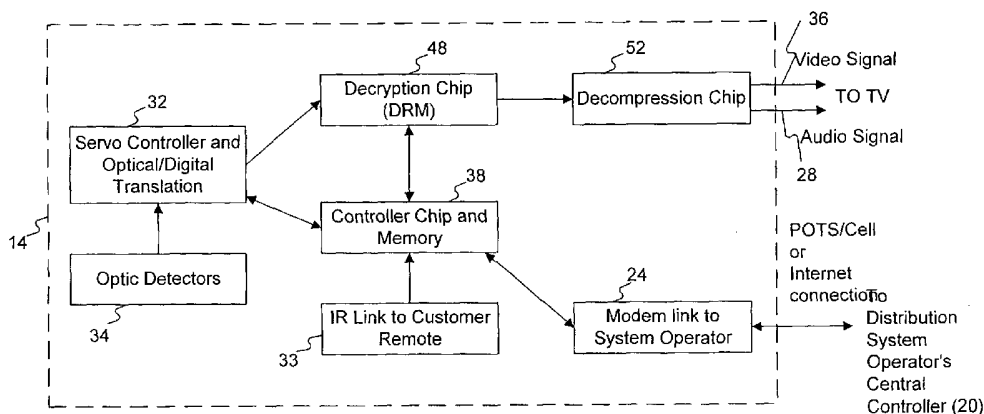 36
48
52
Video Signal
32
Decryption Chip
(DRM)
Decompression Chip
TO TV
Servo Controller and
Optical/Digital
Translation
Audio Signal
38
28
Controller Chip and
Memory
14
POTS/Cell
or
Internet
connection
Optic Detectors
24
34
IR Link to Customer
Remote
33
Modem link to
System Operator
To
Distribution
System
Operator's
Central
Controller (20)